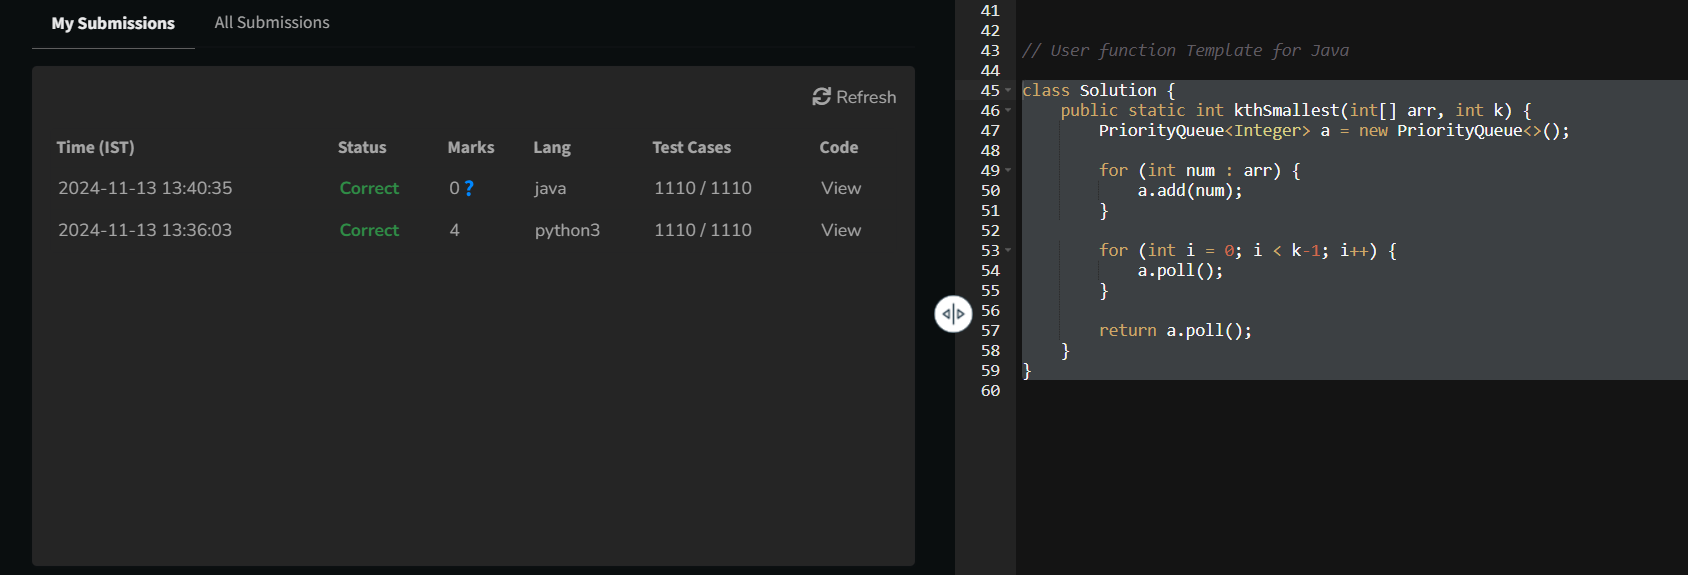 My Submissions All Submissions
Refresh
Time (IST) Status Marks Lang Test Cases Code
2024-11-13 13:40:35 Correct 0 ? java 1110 / 1110 View
2024-11-13 13:36:03 Correct 4 python3 1110 / 1110 View
41
42
43 // User function Template for Java
44
45 class Solution {
46 public static int kthSmallest(int[] arr, int k) {
47 PriorityQueue<Integer> a = new PriorityQueue<>();
48
49 for (int num : arr) {
50 a.add(num);
51 }
52
53 for (int i = 0; i < k-1; i++) {
54 a.poll();
55 }
56
57 return a.poll();
58 }
59 }
60